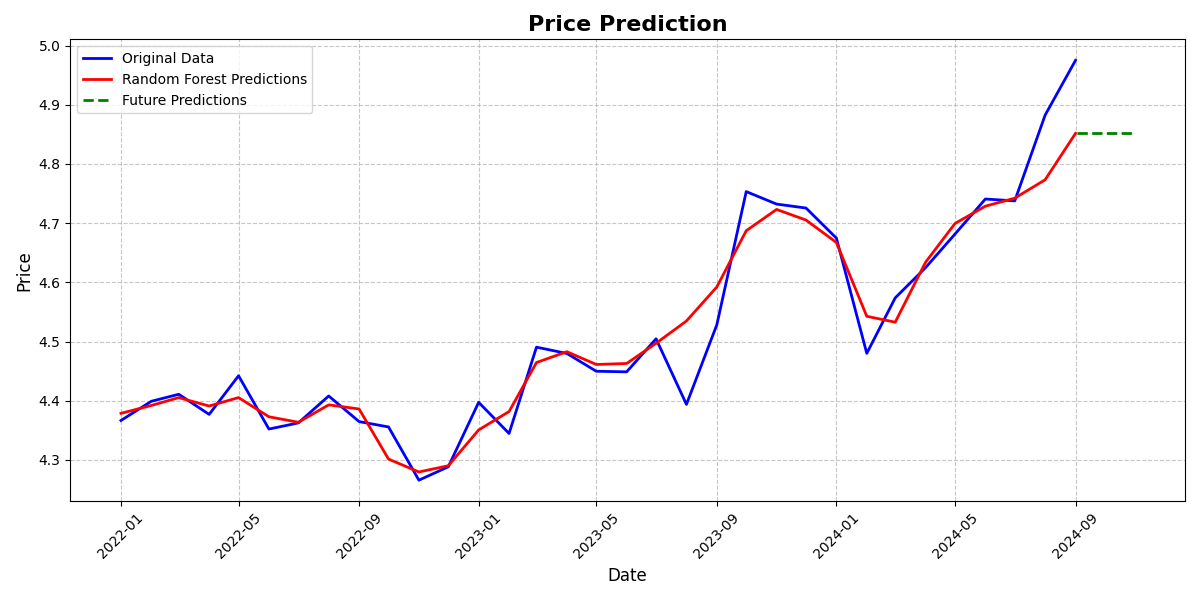 Price Prediction
Original Data
Random Forest Predictions
Future Predictions
5.0
4.9
4.8
4.7
4.6
4.5
4.4
4.3
Price
2022-01
2022-05
2022-09
2023-01
2023-05
2023-09
2024-01
2024-05
2024-09
Date